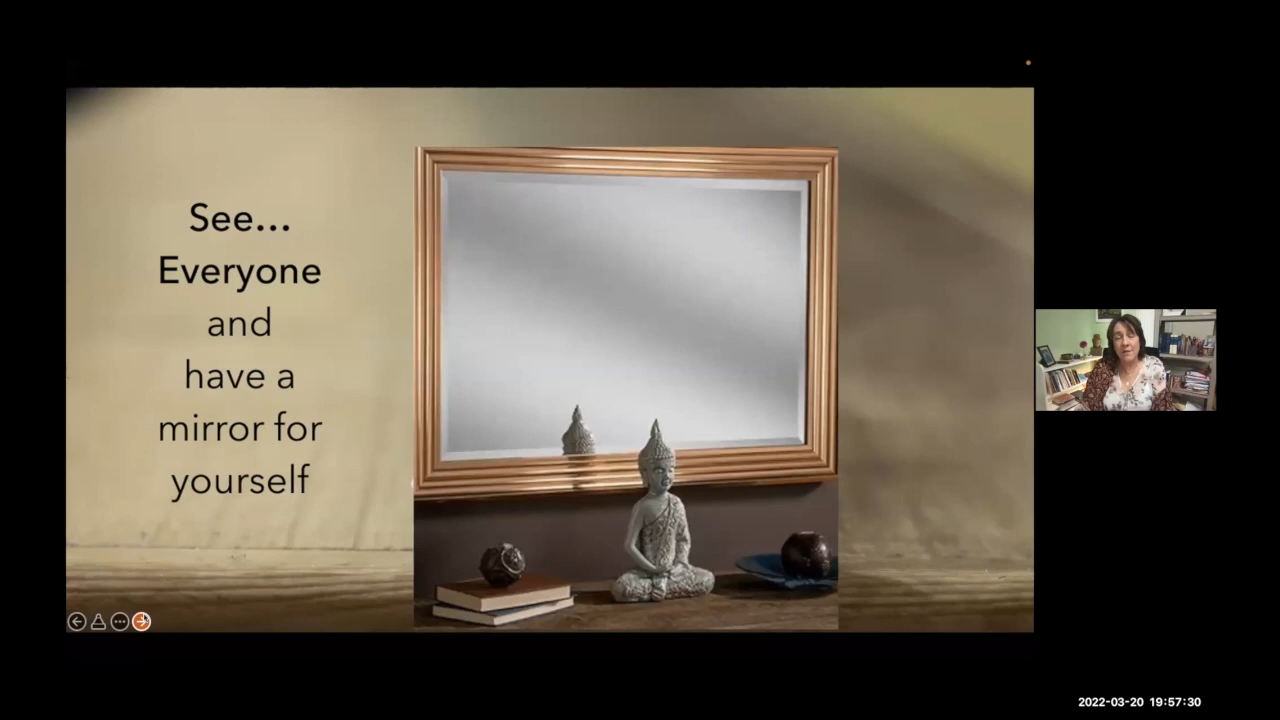 See...
Everyone
and
have a
mirror for
yourself
2022-03-20 19:57:30